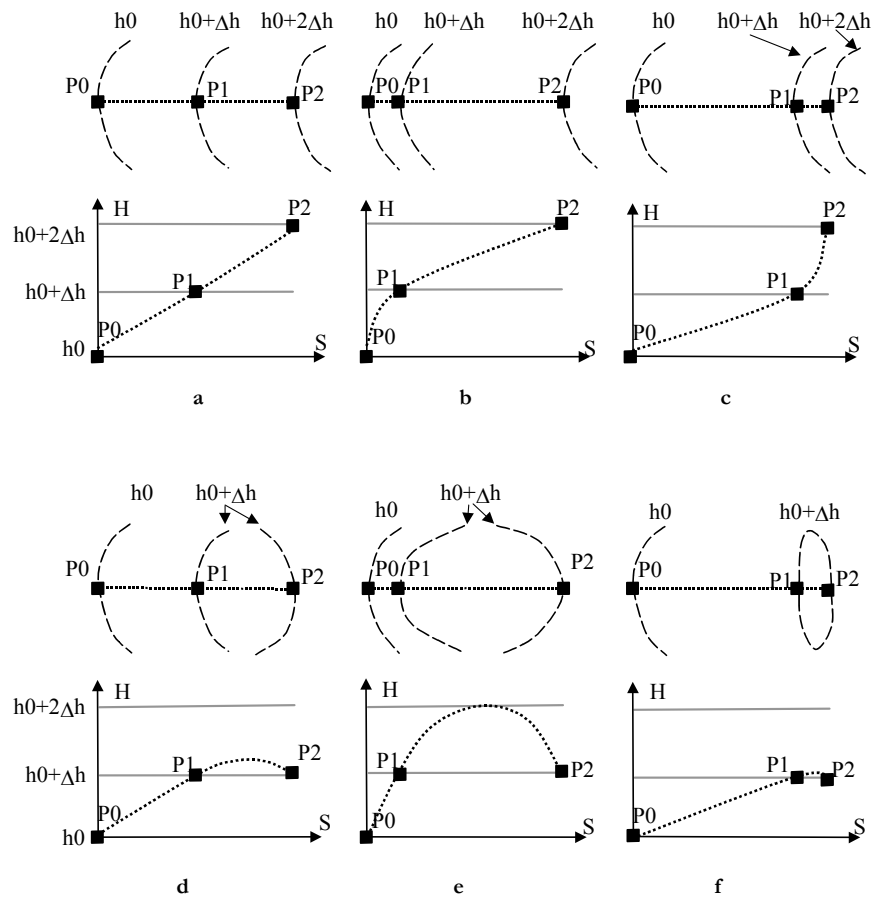 h0 h0+Δh h0+2Δh
P0 P1 P2
H
P2
h0+2Δh
P1
h0+Δh
P0
h0 S
a
h0 h0+Δh h0+2Δh
P0 P1 P2
H
P2
P1
P0
S
b
h0 h0+Δh h0+2Δh
P0 P1 P2
H
P2
P1
P0
S
c
h0 h0+Δh
P0 P1 P2
H
h0+2Δh
P1 P2
h0+Δh
P0
h0 S
d
h0 h0+Δh
P0 P1 P2
H
P1 P2
P0
S
e
h0 h0+Δh
P0 P1 P2
H
P1 P2
P0
S
f